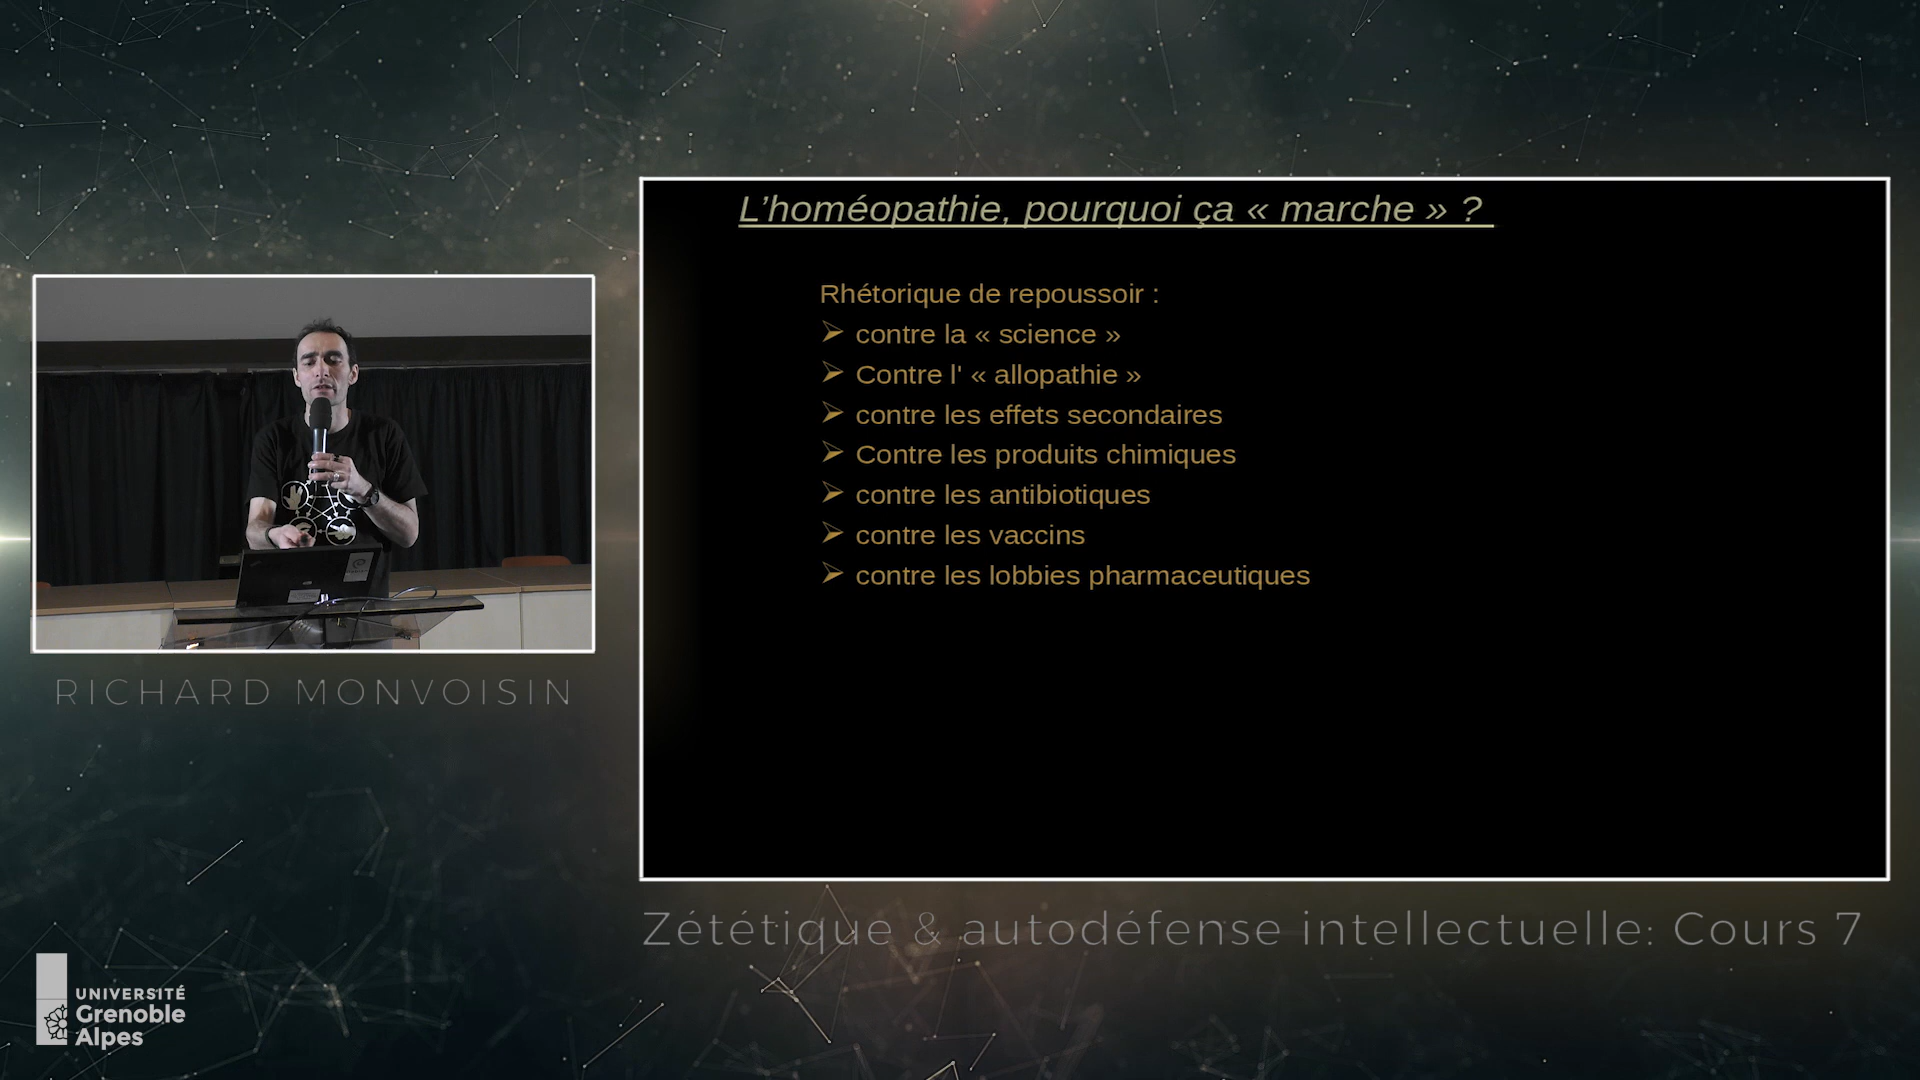 L’homéopathie, pourquoi ça « marche » ?
Rhétorique de repoussoir :
contre la « science »
Contre l' « allopathie »
contre les effets secondaires
Contre les produits chimiques
contre les antibiotiques
contre les vaccins
contre les lobbies pharmaceutiques
RICHARD MONVOISIN
Zététique & autodéfense intellectuelle: Cours 7
UNIVERSITÉ
Grenoble
Alpes